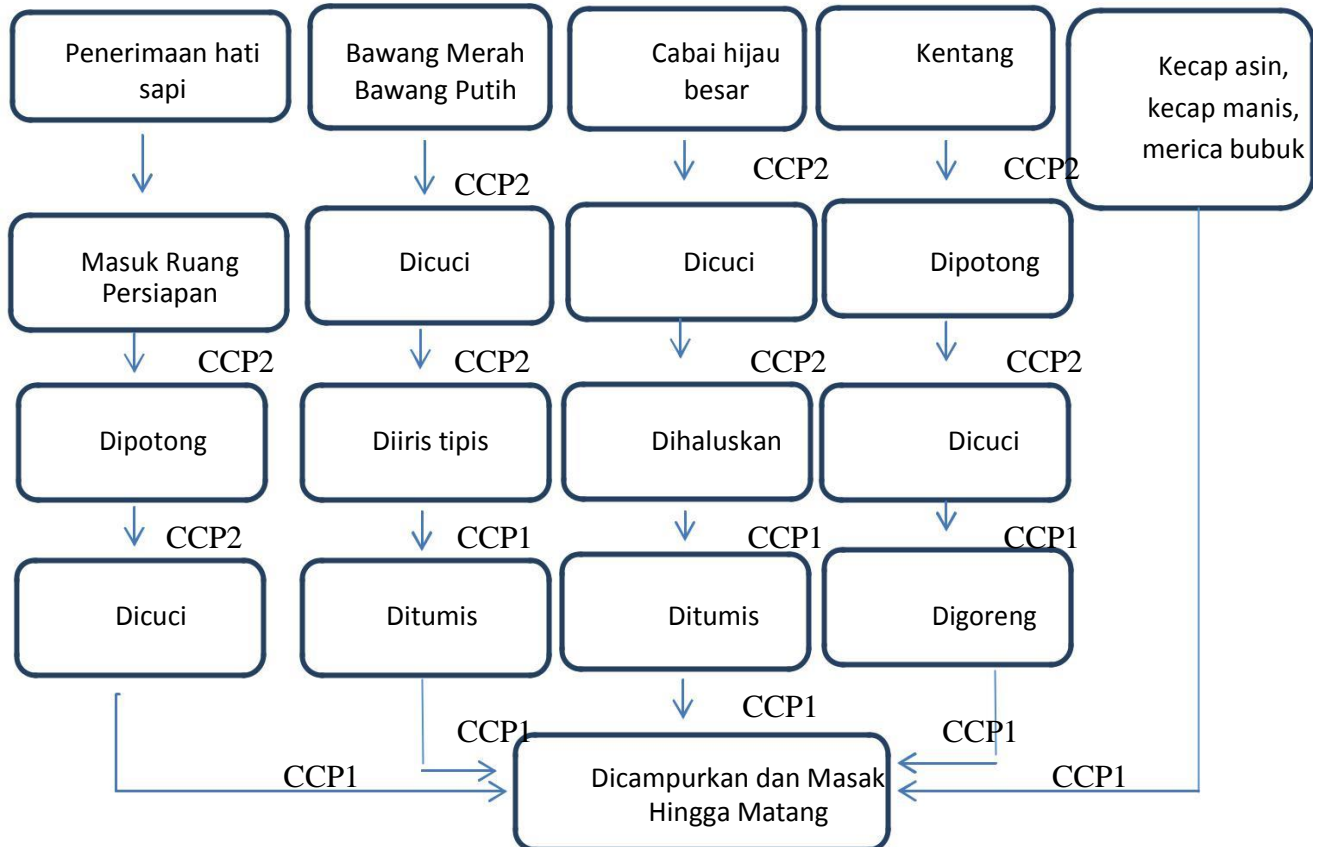 Penerimaan hati
sapi
Bawang Merah
Bawang Putih
Cabai hijau
besar
Kentang
Kecap asin,
kecap manis,
merica bubuk
CCP2
CCP2
CCP2
Masuk Ruang
Persiapan
Dicuci
Dicuci
Dipotong
CCP2
CCP2
CCP2
CCP2
Dipotong
Diiris tipis
Dihaluskan
Dicuci
CCP2
CCP1
CCP1
CCP1
Dicuci
Ditumis
Ditumis
Digoreng
CCP1
CCP1
CCP1
CCP1
CCP1
Dicampurkan dan Masak
Hingga Matang